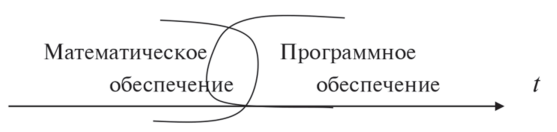 Математическое Программное
обеспечение обеспечение t